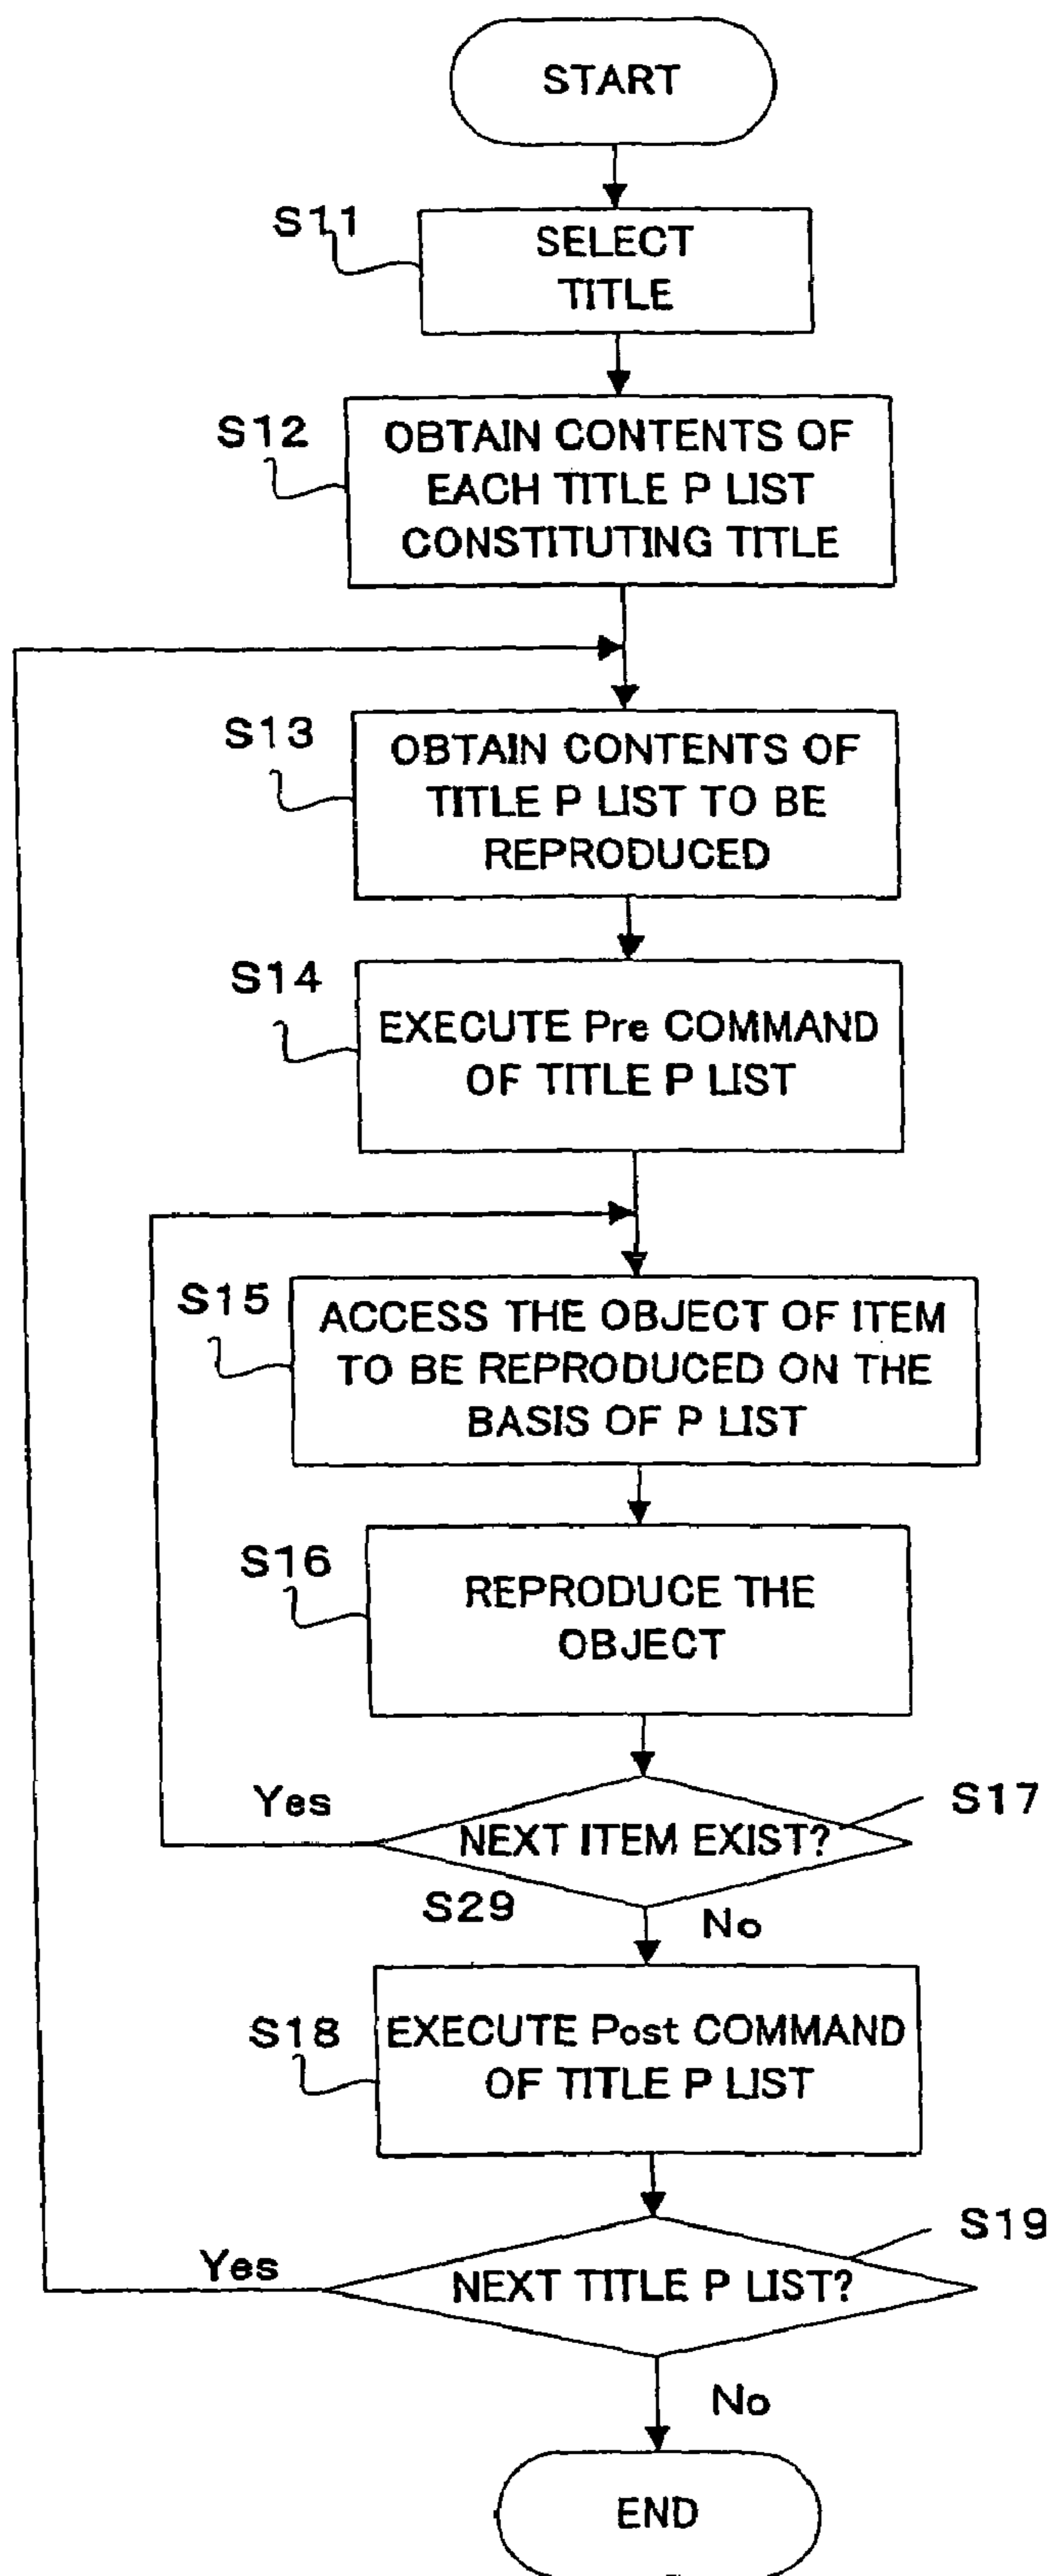 START
S11
SELECT
TITLE
S12
OBTAIN CONTENTS OF
EACH TITLE P LIST
CONSTITUTING TITLE
S13
OBTAIN CONTENTS OF
TITLE P LIST TO BE
REPRODUCED
S14
EXECUTE Pre COMMAND
OF TITLE P LIST
S15
ACCESS THE OBJECT OF ITEM
TO BE REPRODUCED ON THE
BASIS OF P LIST
S16
REPRODUCE THE
OBJECT
Yes
S17
NEXT ITEM EXIST?
S29
No
S18
EXECUTE Post COMMAND
OF TITLE P LIST
S19
Yes
NEXT TITLE P LIST?
No
END